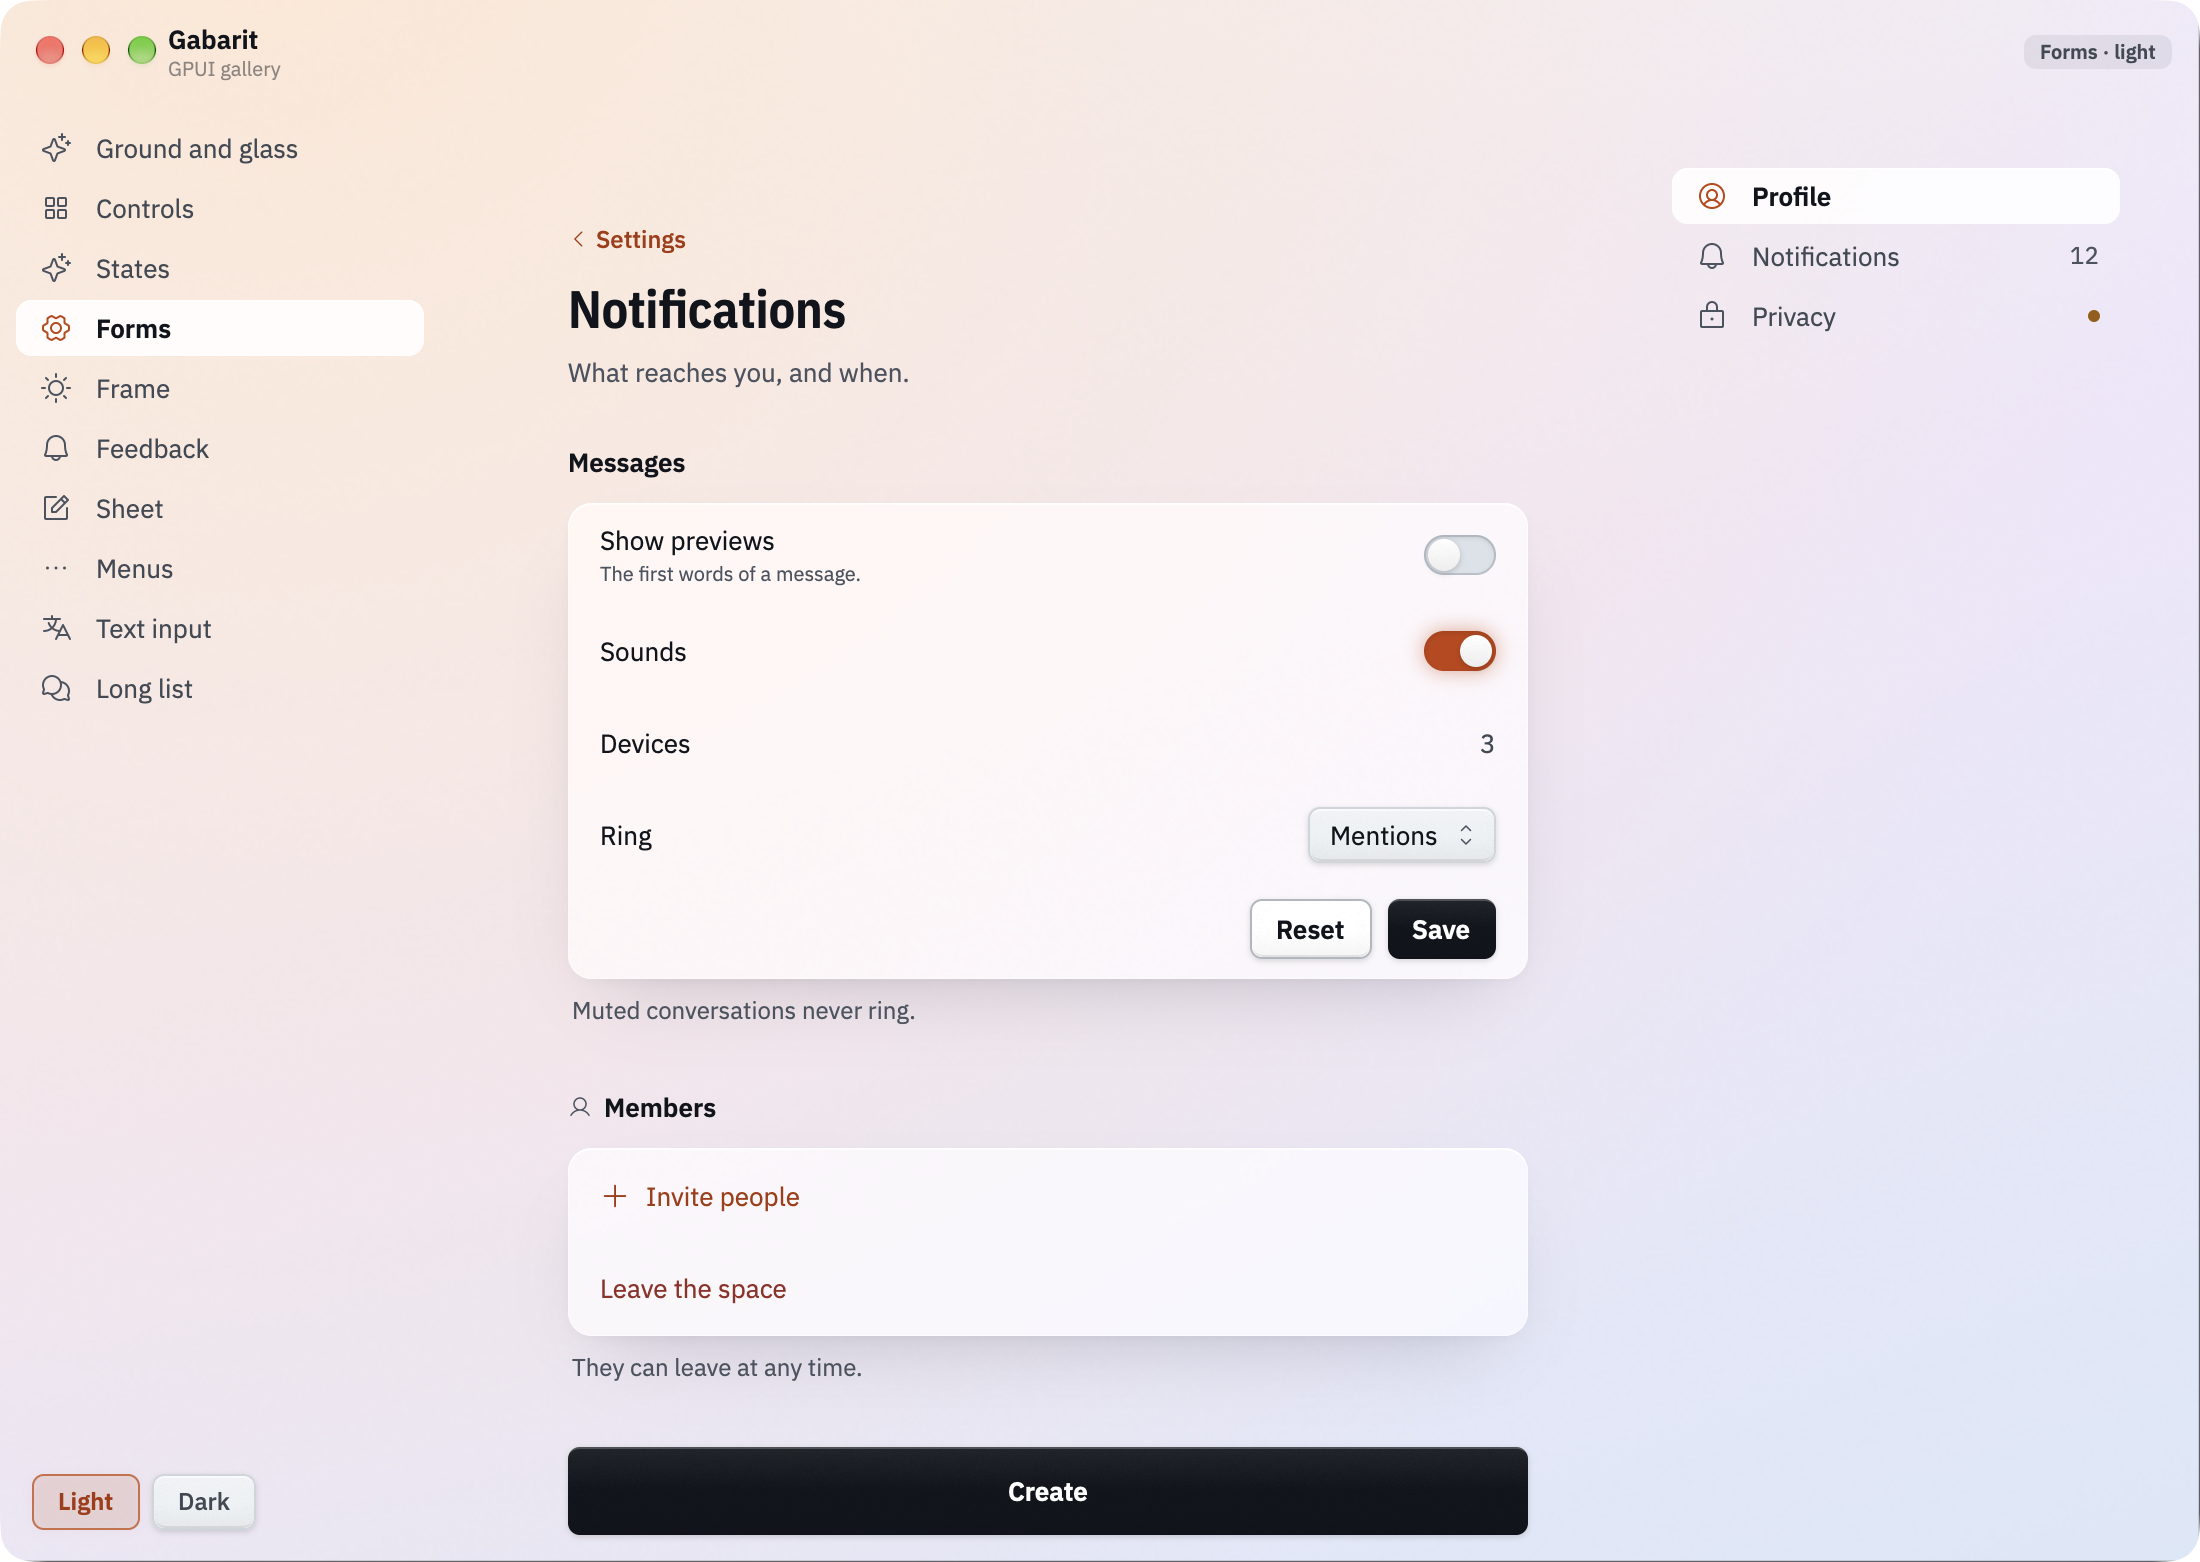 Gabarit
GPUI gallery
Forms · light
Ground and glass
Controls
States
Forms
Frame
Feedback
Sheet
Menus
Text input
Long list
Light
Dark
Settings
Notifications
What reaches you, and when.
Messages
Show previews
The first words of a message.
Sounds
Devices
3
Ring
Mentions
Reset
Save
Muted conversations never ring.
Members
Invite people
Leave the space
They can leave at any time.
Create
Profile
Notifications
12
Privacy